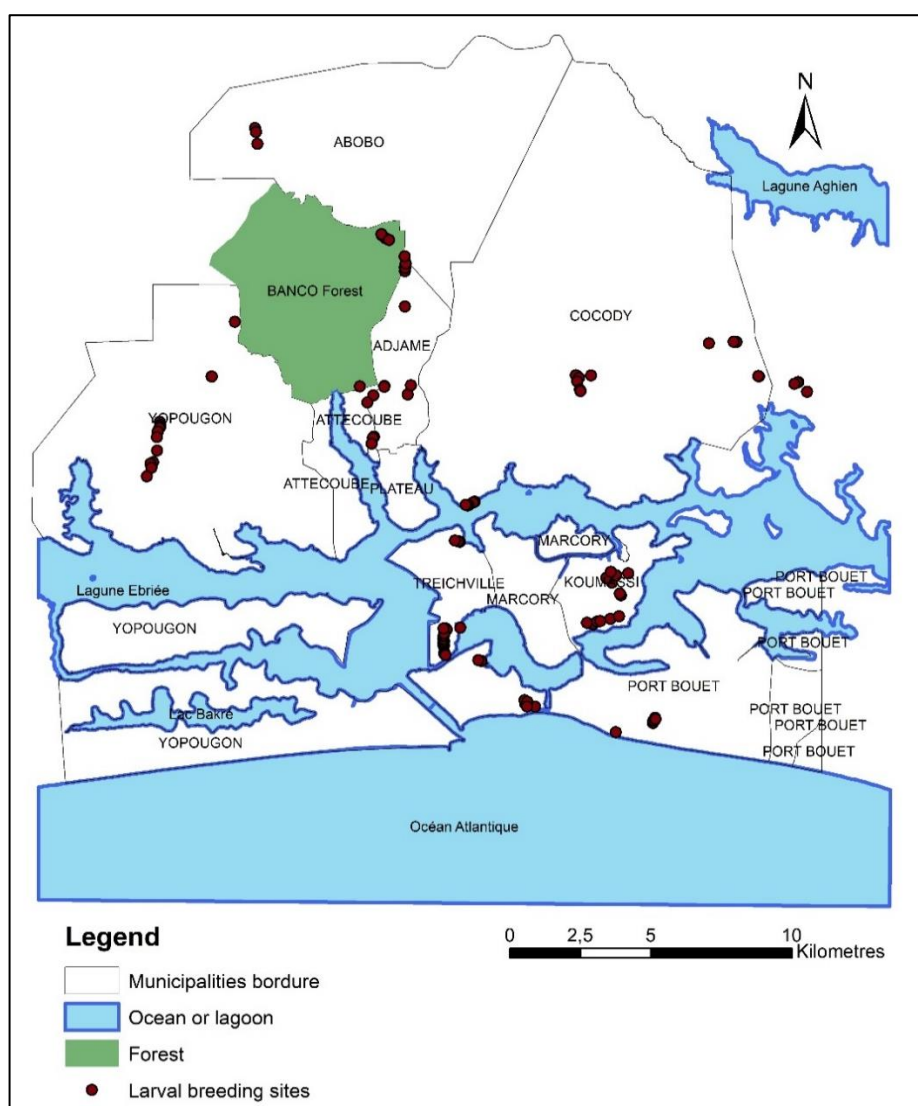 N
ABOBO
Lagune Aghien
BANCO Forest
COCODY
ADJAME
YOPOUGON
ATTECOUBE
ATTECOUBE
PLATEAU
MARCORY
TREICHVILLE
KOUMASSI
PORT BOUET
MARCORY
PORT BOUET
Lagune Ebriée
YOPOUGON
PORT BOUET
PORT BOUET
Lac Bakré
PORT BOUET
PORT BOUET
YOPOUGON
PORT BOUET
Océan Atlantique
Legend
0 2,5 5 10
Kilometres
Municipalities bordure
Ocean or lagoon
Forest
Larval breeding sites